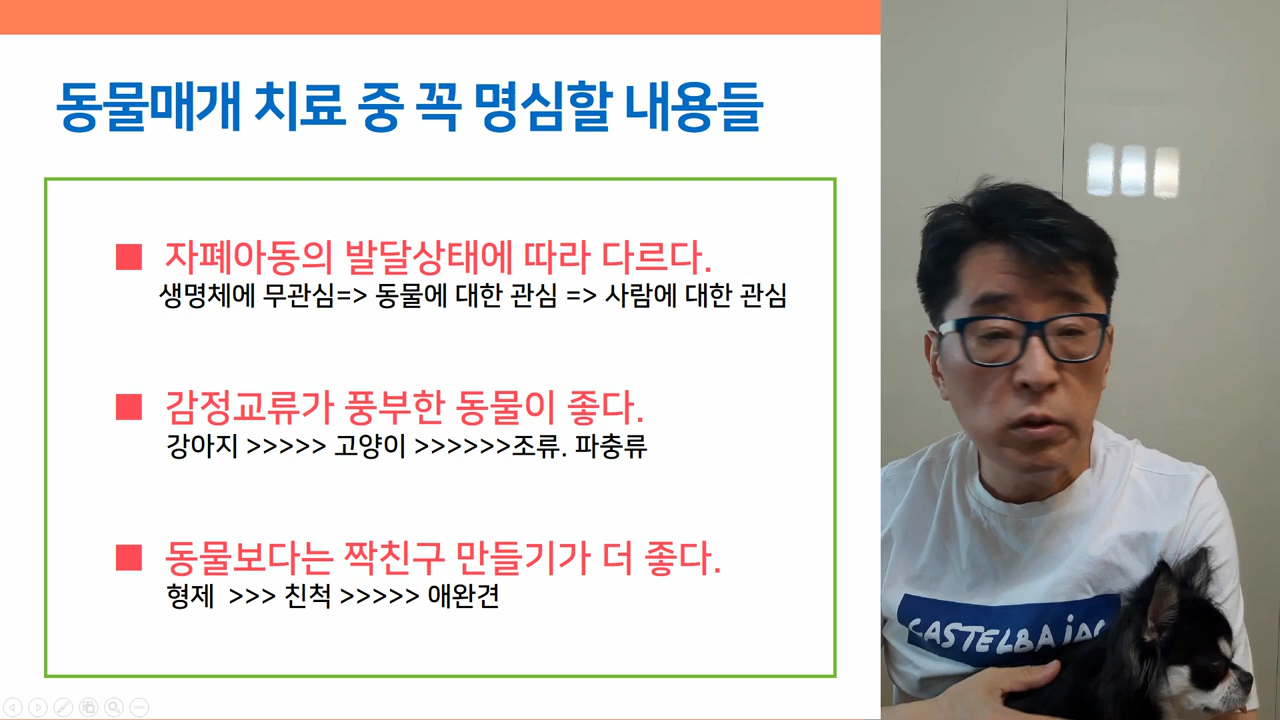 동물매개 치료 중 꼭 명심할 내용들
■ 자폐아동의 발달상태에 따라 다르다.
생명체에 무관심=> 동물에 대한 관심 => 사람에 대한 관심
■ 감정교류가 풍부한 동물이 좋다.
강아지 >>>>> 고양이 >>>>>>조류. 파충류
■ 동물보다는 짝친구 만들기가 더 좋다.
형제 >>> 친척 >>>>> 애완견